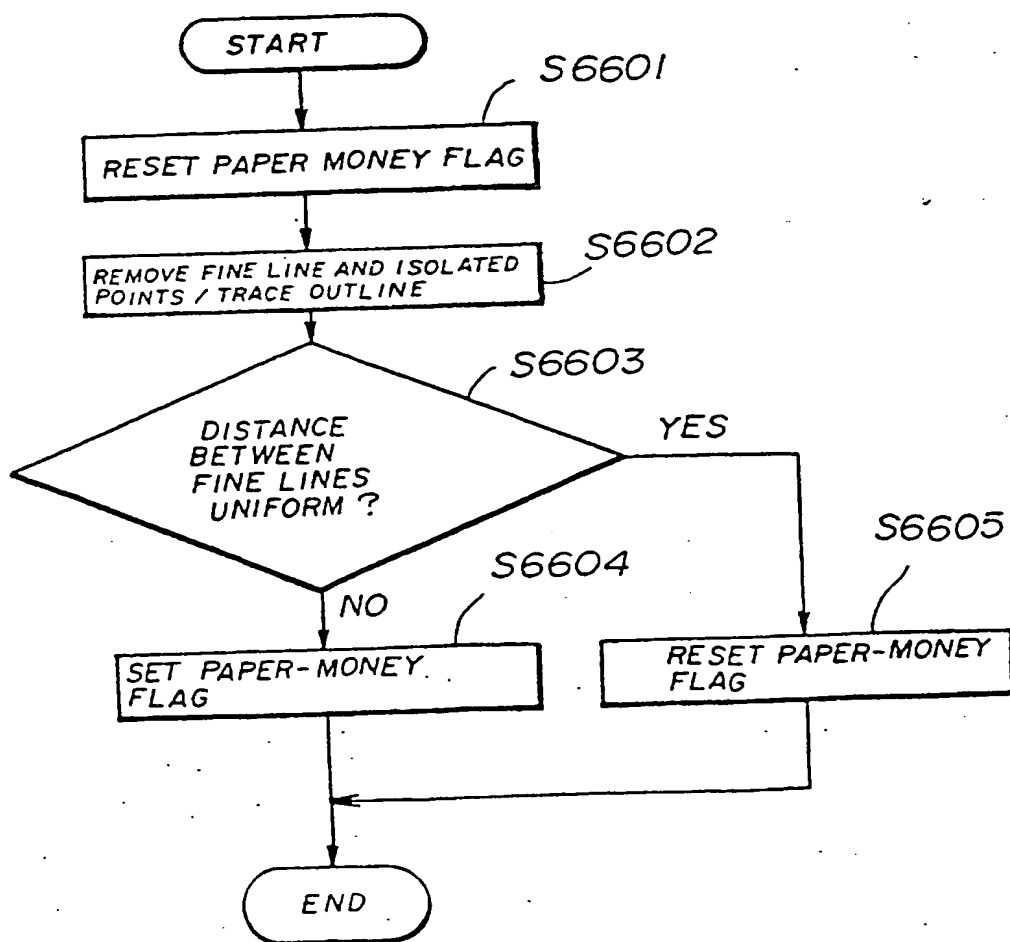 START
S6601
RESET PAPER MONEY FLAG
S6602
REMOVE FINE LINE AND ISOLATED
POINTS / TRACE OUTLINE
S6603
DISTANCE
BETWEEN
FINE LINES
UNIFORM ?
YES
S6605
S6604
NO
SET PAPER-MONEY
FLAG
RESET PAPER-MONEY
FLAG
END